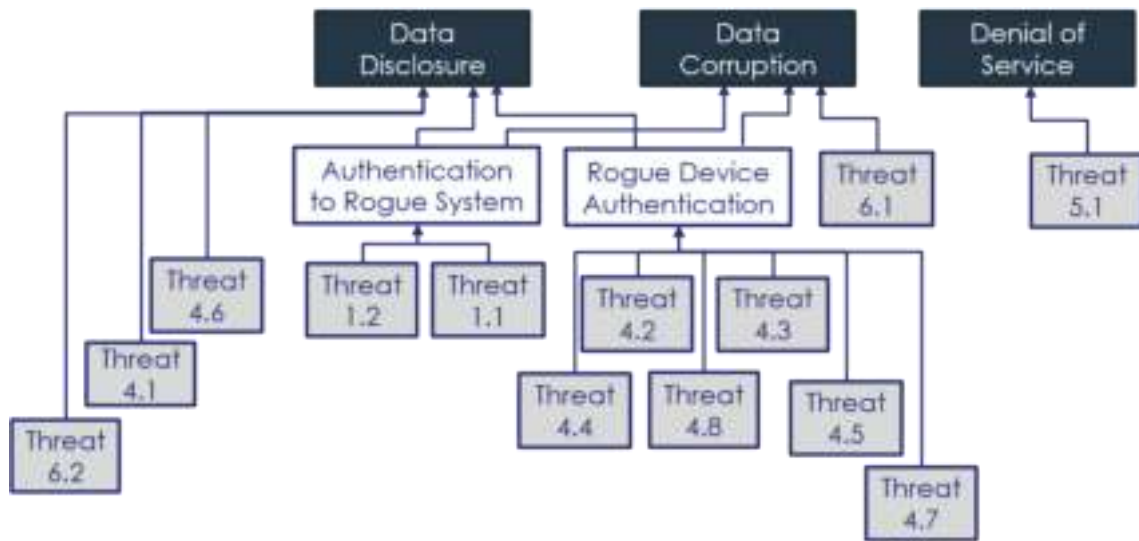 Data
Disclosure
Data
Corruption
Denial of
Service
Authentication
to Rogue System
Rogue Device
Authentication
Threat
6.1
Threat
5.1
Threat
4.6
Threat
1.2
Threat
1.1
Threat
4.2
Threat
4.3
Threat
4.1
Threat
4.4
Threat
4.8
Threat
4.5
Threat
6.2
Threat
4.7